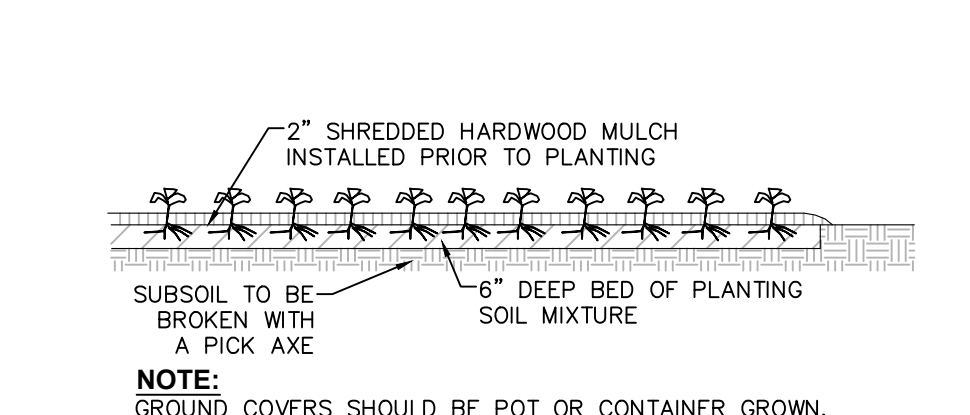 2” SHREDDED HARDWOOD MULCH
INSTALLED PRIOR TO PLANTING
SUBSOIL TO BE
BROKEN WITH
A PICK AXE
6” DEEP BED OF PLANTING
SOIL MIXTURE
NOTE:
GROUND COVERS SHOULD BE POT OR CONTAINER GROWN.